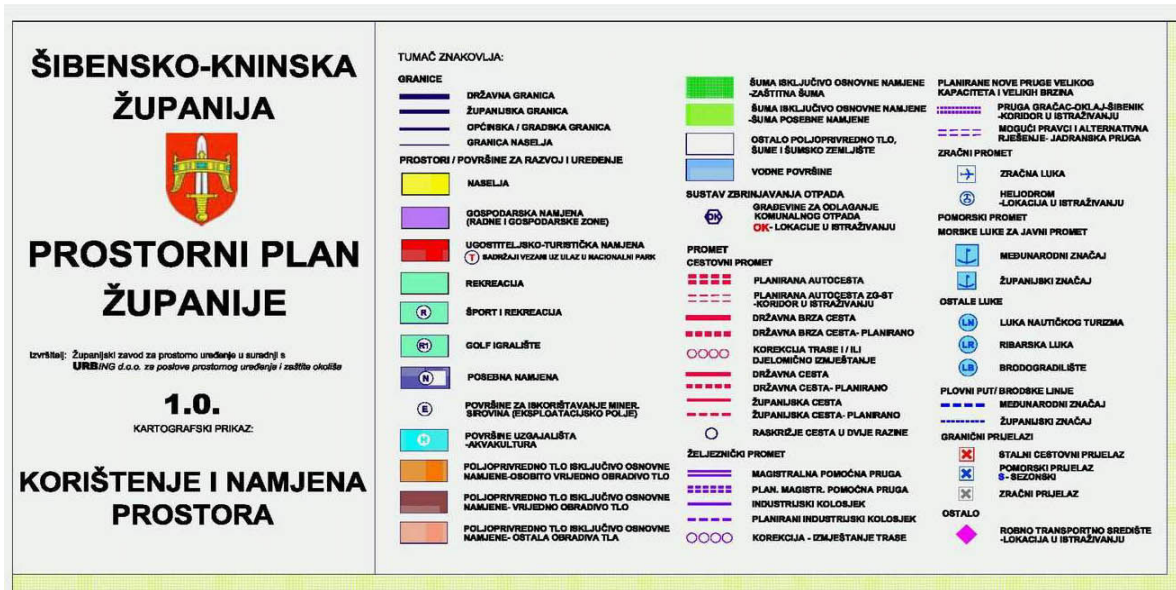 ŠIBENSKO-KNINSKA
ŽUPANIJA
PROSTORNI PLAN
ŽUPANIJE
Izvršitelj: Županijski zavod za prostorno uređenje u suradnji s
URBING d.o.o. za poslove prostornog uređenja i zaštite okoliša
1.0.
KARTOGRAFSKI PRIKAZ:
KORIŠTENJE I NAMJENA
PROSTORA
TUMAČ ZNAKOVLJA:
GRANICE
DRŽAVNA GRANICA
ŽUPANIJSKA GRANICA
OPĆINSKA / GRADSKA GRANICA
GRANICA NASELJA
PROSTORI / POVRŠINE ZA RAZVOJ I UREĐENJE
NASELJA
GOSPODARSKA NAMJENA
(RADNE I GOSPODARSKE ZONE)
UGOSTITELJSKO-TURISTIČKA NAMJENA
T SADRŽAJI VEZANI UZ ULAZ U NACIONALNI PARK
REKREACIJA
R ŠPORT I REKREACIJA
R1 GOLF IGRALIŠTE
N POSEBNA NAMJENA
E POVRŠINE ZA ISKORIŠTAVANJE MINER.
SIROVINA (EKSPLOATACIJSKO POLJE)
H POVRŠINE UZGAJALIŠTA
-AKVAKULTURA
POLJOPRIVREDNO TLO ISKLJUČIVO OSNOVNE
NAMJENE-OSOBITO VRIJEDNO OBRADIVO TLO
POLJOPRIVREDNO TLO ISKLJUČIVO OSNOVNE
NAMJENE- VRIJEDNO OBRADIVO TLO
POLJOPRIVREDNO TLO ISKLJUČIVO OSNOVNE
NAMJENE- OSTALA OBRADIVA TLA
ŠUMA ISKLJUČIVO OSNOVNE NAMJENE
-ZAŠTITNA ŠUMA
ŠUMA ISKLJUČIVO OSNOVNE NAMJENE
-ŠUMA POSEBNE NAMJENE
OSTALO POLJOPRIVREDNO TLO,
ŠUME I ŠUMSKO ZEMLJIŠTE
VODNE POVRŠINE
SUSTAV ZBRINJAVANJA OTPADA
OK GRAĐEVINE ZA ODLAGANJE
KOMUNALNOG OTPADA
OK- LOKACIJE U ISTRAŽIVANJU
PROMET
CESTOVNI PROMET
PLANIRANA AUTOCESTA
PLANIRANA AUTOCESTA ZG-ST
-KORIDOR U ISTRAŽIVANJU
DRŽAVNA BRZA CESTA
DRŽAVNA BRZA CESTA- PLANIRANO
KOREKCIJA TRASE I / ILI
DJELOMIČNO IZMJEŠTANJE
DRŽAVNA CESTA
DRŽAVNA CESTA- PLANIRANO
ŽUPANIJSKA CESTA
ŽUPANIJSKA CESTA- PLANIRANO
RASKRIŽJE CESTA U DVIJE RAZINE
ŽELJEZNIČKI PROMET
MAGISTRALNA POMOĆNA PRUGA
PLAN. MAGISTR. POMOĆNA PRUGA
INDUSTRIJSKI KOLOSJEK
PLANIRANI INDUSTRIJSKI KOLOSJEK
KOREKCIJA - IZMJEŠTANJE TRASE
PLANIRANE NOVE PRUGE VELIKOG
KAPACITETA I VELIKIH BRZINA
PRUGA GRAČAC-OKLAJ-ŠIBENIK
-KORIDOR U ISTRAŽIVANJU
MOGUĆI PRAVCI I ALTERNATIVNA
RJEŠENJE- JADRANSKA PRUGA
ZRAČNI PROMET
ZRAČNA LUKA
HELIODROM
-LOKACIJA U ISTRAŽIVANJU
POMORSKI PROMET
MORSKE LUKE ZA JAVNI PROMET
MEĐUNARODNI ZNAČAJ
ŽUPANIJSKI ZNAČAJ
OSTALE LUKE
LN LUKA NAUTIČKOG TURIZMA
LR RIBARSKA LUKA
LB BRODOGRADILIŠTE
PLOVNI PUT/ BRODSKE LINIJE
MEĐUNARODNI ZNAČAJ
ŽUPANIJSKI ZNAČAJ
GRANIČNI PRIJELAZI
STALNI CESTOVNI PRIJELAZ
POMORSKI PRIJELAZ
S- SEZONSKI
ZRAČNI PRIJELAZ
OSTALO
ROBNO TRANSPORTNO SREDIŠTE
-LOKACIJA U ISTRAŽIVANJU